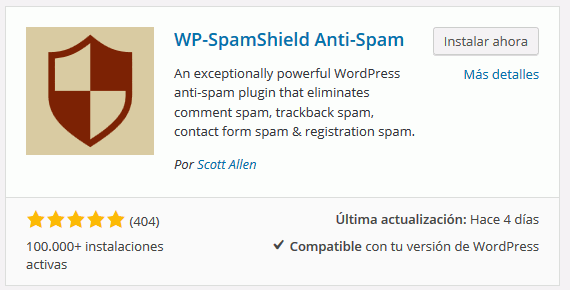 WP-SpamShield Anti-Spam
Instalar ahora
Más detalles
An exceptionally powerful WordPress
anti-spam plugin that eliminates
comment spam, trackback spam,
contact form spam & registration spam.
Por Scott Allen
(404)
Última actualización: Hace 4 días
100.000+ instalaciones
activas
Compatible con tu versión de WordPress